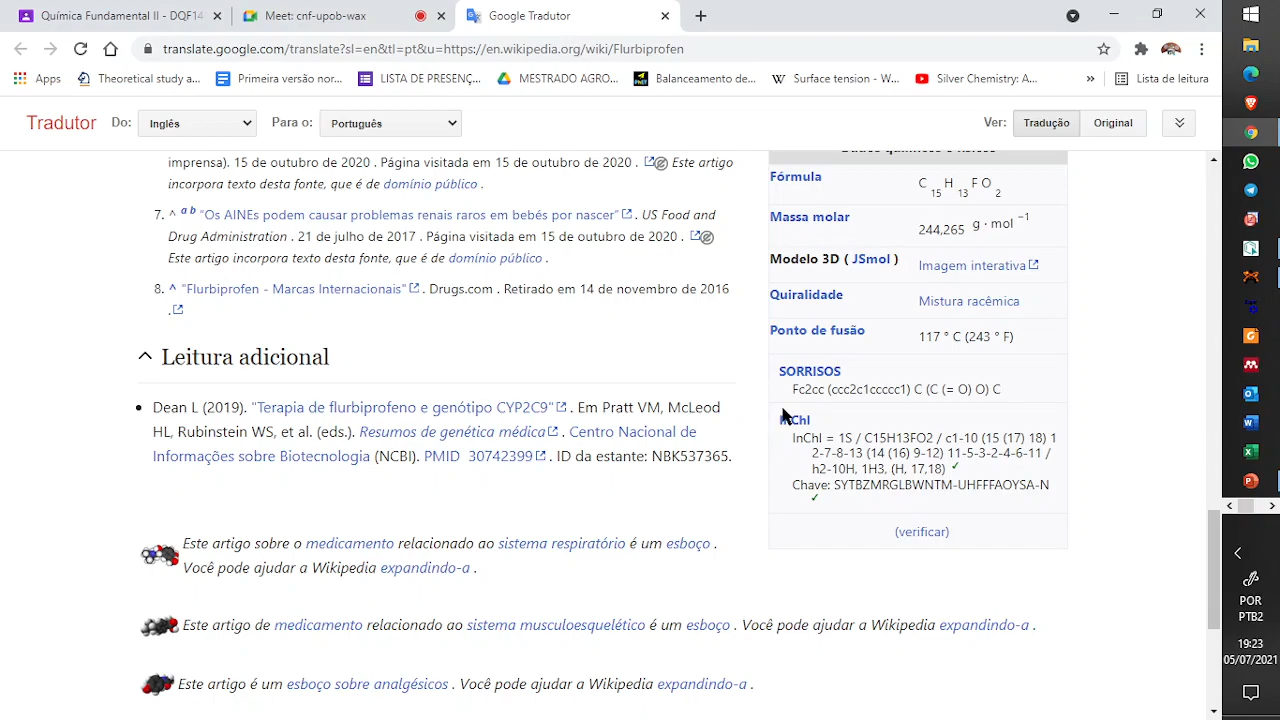 Química Fundamental II - DQF14
Meet: cnf-upob-wax
Google Tradutor
translate.google.com/translate?sl=en&tl=pt&u=https://en.wikipedia.org/wiki/Flurbiprofen
Apps
Theoretical study a...
Primeira versão nor...
LISTA DE PRESENÇ...
MESTRADO AGRO...
Balanceamento de...
Surface tension - W...
Silver Chemistry: A...
Lista de leitura
Tradutor
Do:
Inglês
Para o:
Português
Ver:
Tradução
Original
imprensa). 15 de outubro de 2020 . Página visitada em 15 de outubro de 2020 . Este artigo
incorpora texto desta fonte, que é de domínio público .
7. ^ a b "Os AINEs podem causar problemas renais raros em bebés por nascer" . US Food and
Drug Administration . 21 de julho de 2017 . Página visitada em 15 de outubro de 2020 .
Este artigo incorpora texto desta fonte, que é de domínio público .
8. ^ "Flurbiprofen - Marcas Internacionais" . Drugs.com . Retirado em 14 de novembro de 2016
.
Leitura adicional
Dean L (2019). "Terapia de flurbiprofeno e genótipo CYP2C9" . Em Pratt VM, McLeod
HL, Rubinstein WS, et al. (eds.). Resumos de genética médica . Centro Nacional de
Informações sobre Biotecnologia (NCBI). PMID 30742399 . ID da estante: NBK537365.
Fórmula
C 15 H 13 F O 2
Massa molar
244,265 g · mol −1
Modelo 3D ( JSmol )
Imagem interativa
Quiralidade
Mistura racêmica
Ponto de fusão
117 ° C (243 ° F)
SORRISOS
Fc2cc (ccc2c1ccccc1) C (C (= O) O) C
InChI
InChI = 1S / C15H13FO2 / c1-10 (15 (17) 18) 1
2-7-8-13 (14 (16) 9-12) 11-5-3-2-4-6-11 /
h2-10H, 1H3, (H, 17,18) ✓
Chave: SYTBZMRGLBWNTM-UHFFFAOYSA-N
✓
(verificar)
Este artigo sobre o medicamento relacionado ao sistema respiratório é um esboço .
Você pode ajudar a Wikipedia expandindo-a .
Este artigo de medicamento relacionado ao sistema musculoesquelético é um esboço . Você pode ajudar a Wikipedia expandindo-a .
Este artigo é um esboço sobre analgésicos . Você pode ajudar a Wikipedia expandindo-a .
POR
PTB2
19:23
05/07/2021